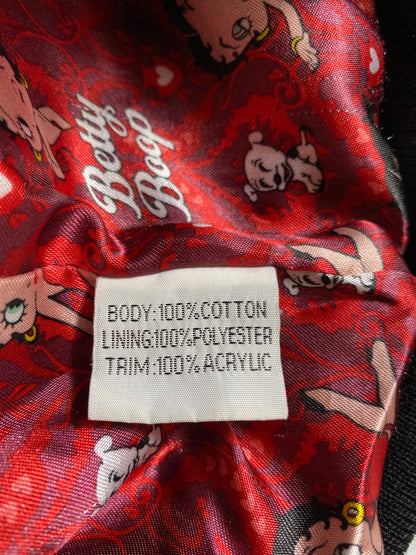 Betty
Boop
BODY:100%COTTON
LINING:100%POLYESTER
TRIM:100%ACRYLIC